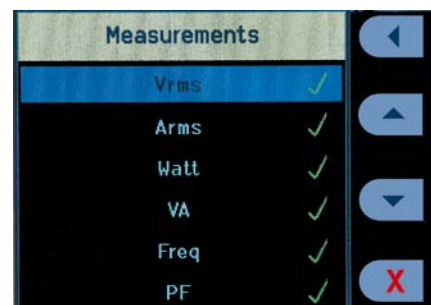 Measurements
Vrms
Arms
Watt
VA
Freq
PF
X